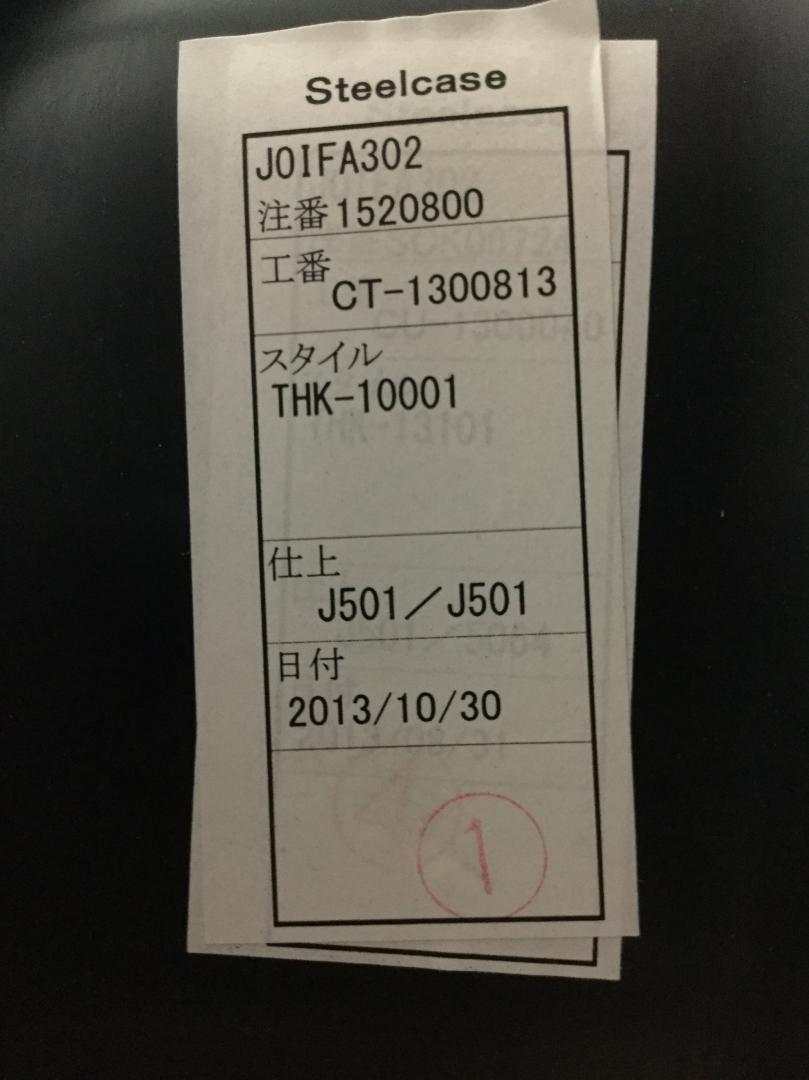 Steelcase
JOIFA302
注番1520800
工番
CT-1300813
スタイル
THK-10001
仕上
J501／J501
日付
2013/10/30
1